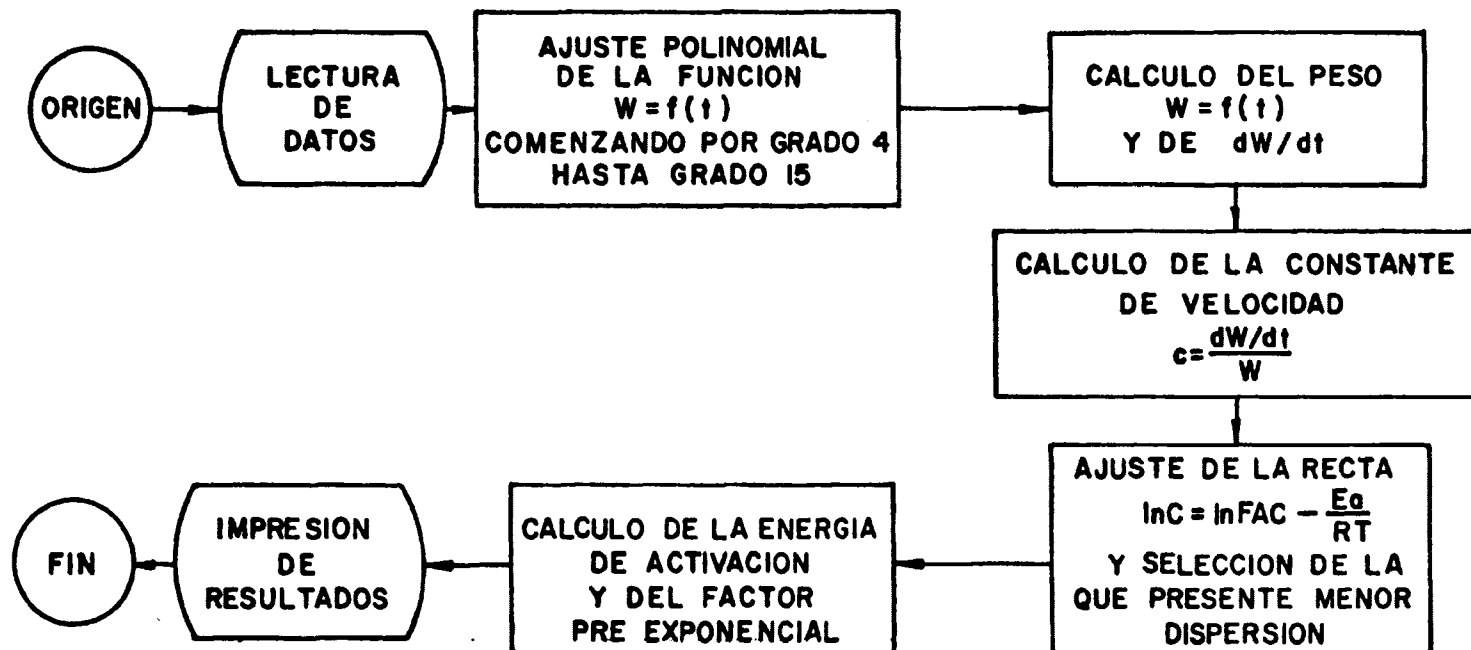 ORIGEN
LECTURA
DE
DATOS
AJUSTE POLINOMIAL
DE LA FUNCION
W = f(t)
COMENZANDO POR GRADO 4
HASTA GRADO 15
CALCULO DEL PESO
W = f(t)
Y DE dW/dt
CALCULO DE LA CONSTANTE
DE VELOCIDAD
c = dW/dt
W
AJUSTE DE LA RECTA
lnC = lnFAC - Ea
RT
Y SELECCION DE LA
QUE PRESENTE MENOR
DISPERSION
CALCULO DE LA ENERGIA
DE ACTIVACION
Y DEL FACTOR
PRE EXPONENCIAL
IMPRESION
DE
RESULTADOS
FIN